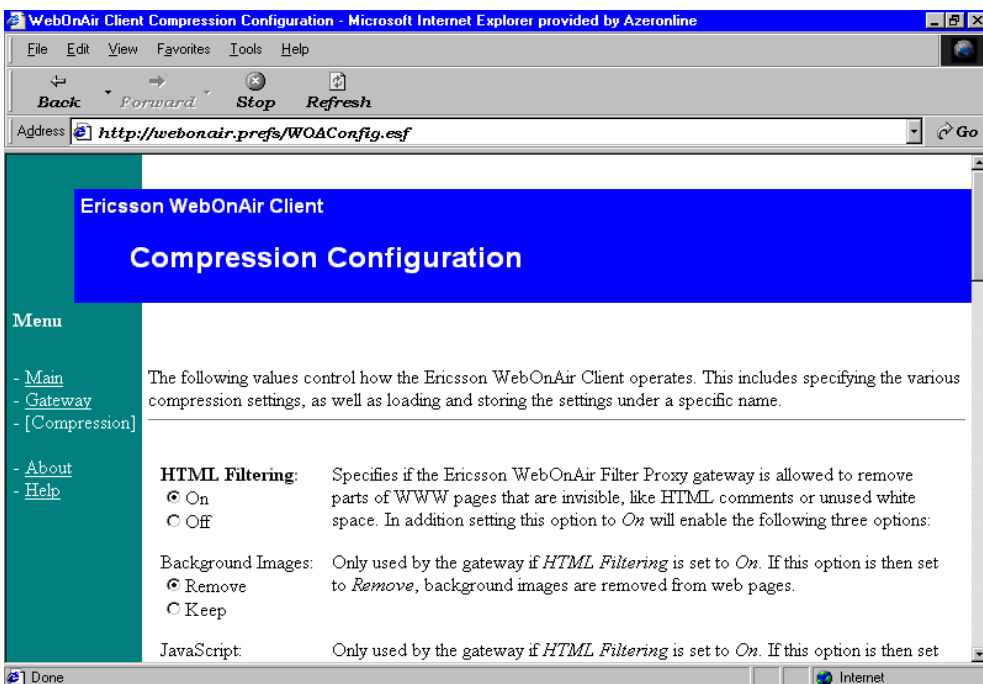 WebOnAir Client Compression Configuration - Microsoft Internet Explorer provided by Azeronline
File Edit View Favorites Tools Help
Back Forward Stop Refresh
Address http://webonair.prefs/WOAConfig.esf Go
Ericsson WebOnAir Client
Compression Configuration
Menu
- Main
- Gateway
- [Compression]
- About
- Help
The following values control how the Ericsson WebOnAir Client operates. This includes specifying the various
compression settings, as well as loading and storing the settings under a specific name.
HTML Filtering:
On
Off
Specifies if the Ericsson WebOnAir Filter Proxy gateway is allowed to remove
parts of WWW pages that are invisible, like HTML comments or unused white
space. In addition setting this option to On will enable the following three options:
Background Images:
Remove
Keep
Only used by the gateway if HTML Filtering is set to On. If this option is then set
to Remove, background images are removed from web pages.
JavaScript:
Only used by the gateway if HTML Filtering is set to On. If this option is then set
Done
Internet